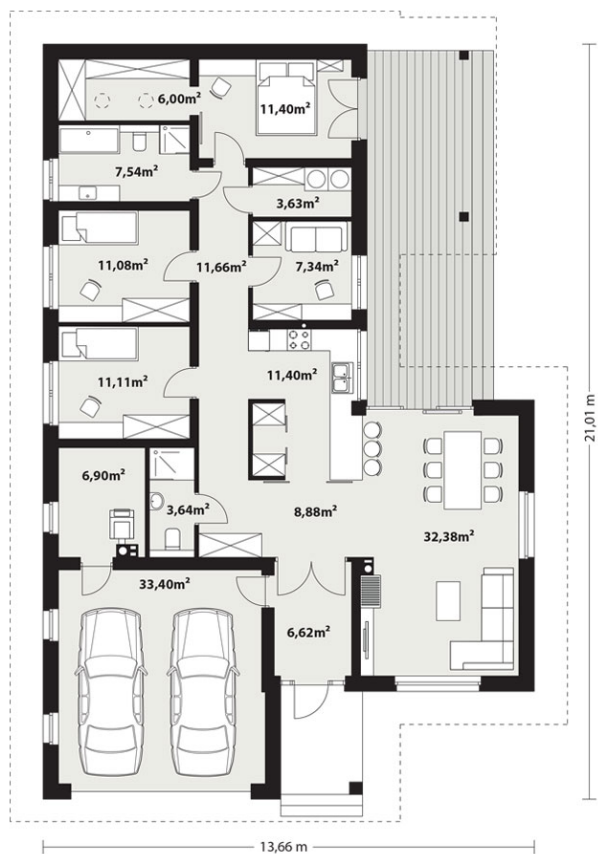 6,00m²
11,40m²
7,54m²
3,63m²
11,08m²
11,66m²
7,34m²
11,11m²
11,40m²
21,01 m
6,90m²
3,64m²
8,88m²
32,38m²
33,40m²
6,62m²
13,66 m